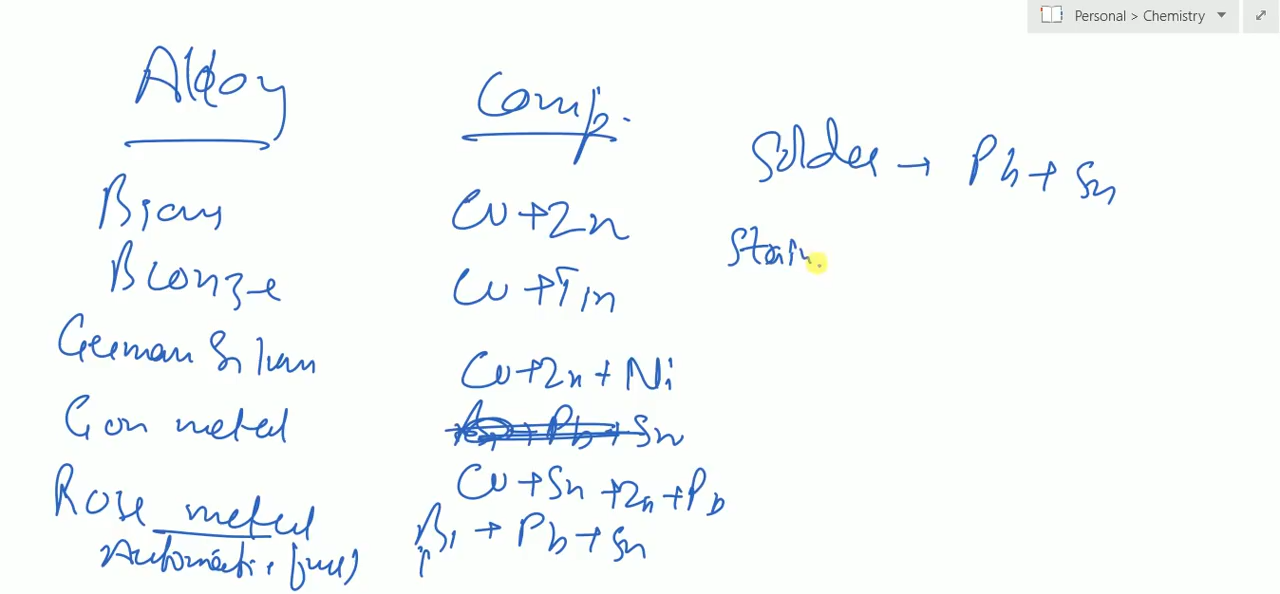 Personal > Chemistry
Alloy Comp.
Brass Cu+Zn
Bronze Cu+Tin
German Silver Cu+Zn+Ni
Gun metal
Cu+Sn+Zn+Pb
Rose metal Bi+Pb+Sn
Automatic fuse)
Solder → Pb+Sn
Stain